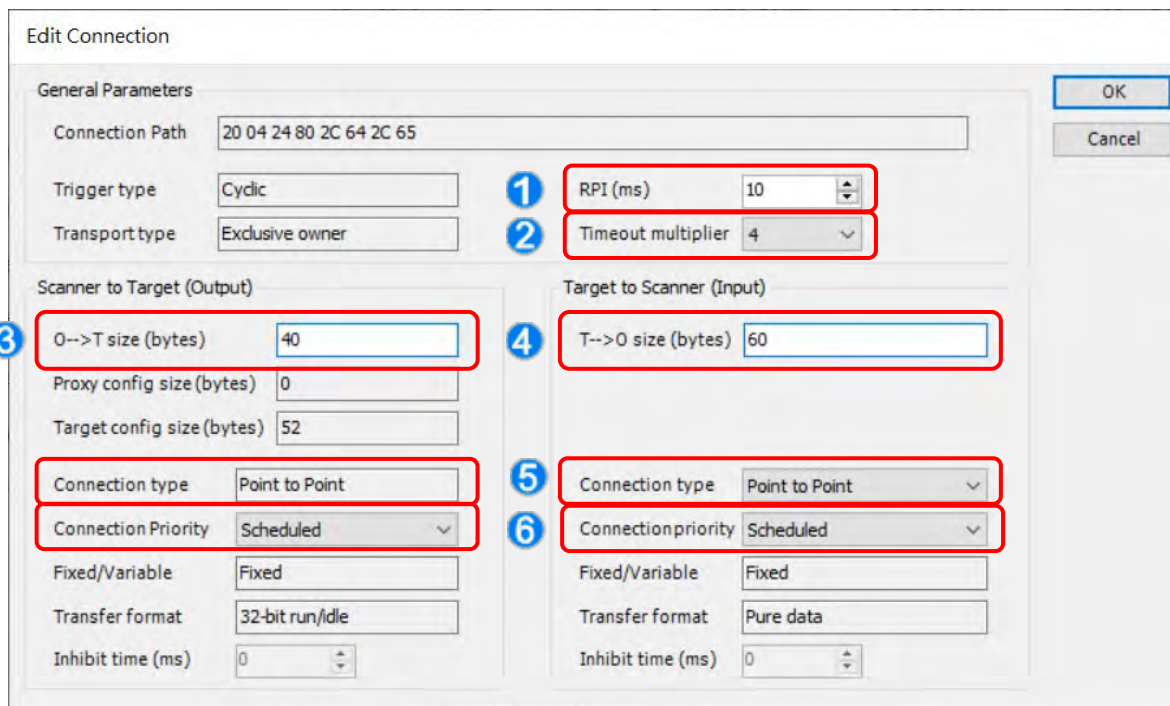 Edit Connection
General Parameters
OK
Connection Path 20 04 24 80 2C 64 2C 65
Cancel
Trigger type Cyclic 1 RPI (ms) 10
Transport type Exclusive owner 2 Timeout multiplier 4
Scanner to Target (Output) Target to Scanner (Input)
3 O-->T size (bytes) 40 4 T-->O size (bytes) 60
Proxy config size (bytes) 0
Target config size (bytes) 52
Connection type Point to Point 5 Connection type Point to Point
Connection Priority Scheduled 6 Connection priority Scheduled
Fixed/Variable Fixed Fixed/Variable Fixed
Transfer format 32-bit run/idle Transfer format Pure data
Inhibit time (ms) 0 Inhibit time (ms) 0